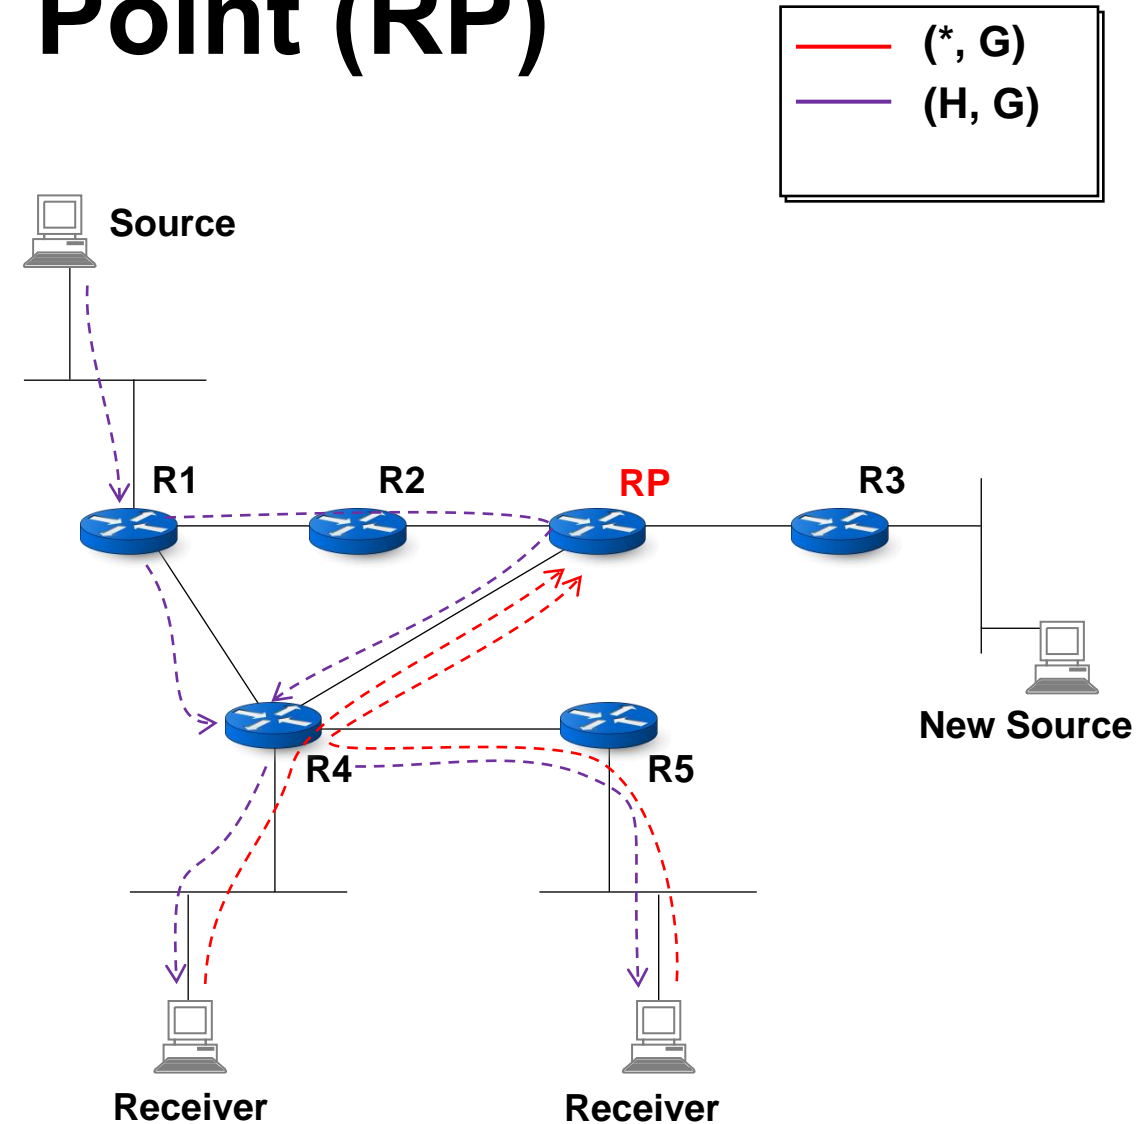 Point (RP)
(*, G)
(H, G)
Source
R1
R2
RP
R3
New Source
R4
R5
Receiver
Receiver